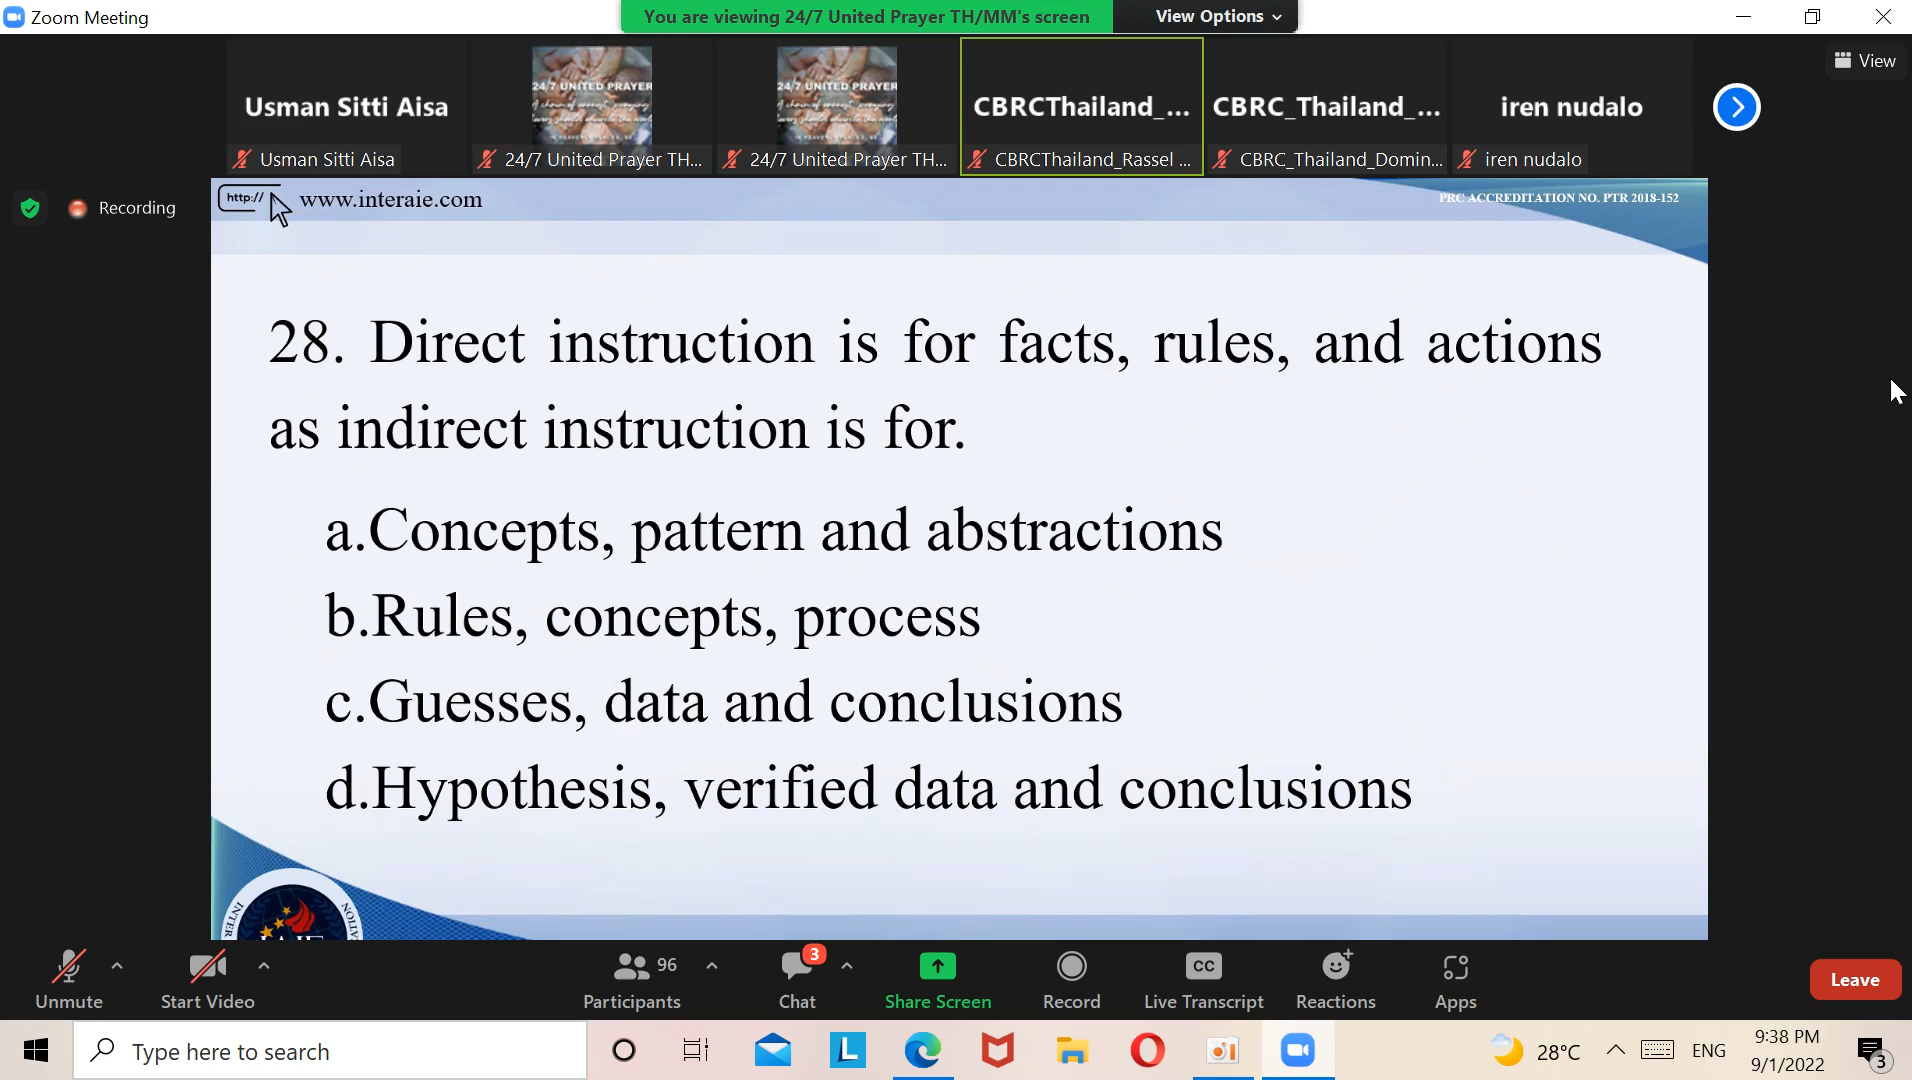 Zoom Meeting
You are viewing 24/7 United Prayer TH/MM's screen
View Options
View
Usman Sitti Aisa
24/7 UNITED PRAYER
24/7 UNITED PRAYER
CBRCThailand_...
CBRC_Thailand_...
iren nudalo
Usman Sitti Aisa
24/7 United Prayer TH...
24/7 United Prayer TH...
CBRCThailand_Rassel ...
CBRC_Thailand_Domin...
iren nudalo
Recording
http://
www.interaie.com
PRC ACCREDITATION NO. PTR 2018-152
28. Direct instruction is for facts, rules, and actions
as indirect instruction is for.
a.Concepts, pattern and abstractions
b.Rules, concepts, process
c.Guesses, data and conclusions
d.Hypothesis, verified data and conclusions
Unmute
Start Video
96
Participants
3
Chat
Share Screen
Record
CC
Live Transcript
Reactions
Apps
Leave
Type here to search
28°C
ENG
9:38 PM
9/1/2022
3